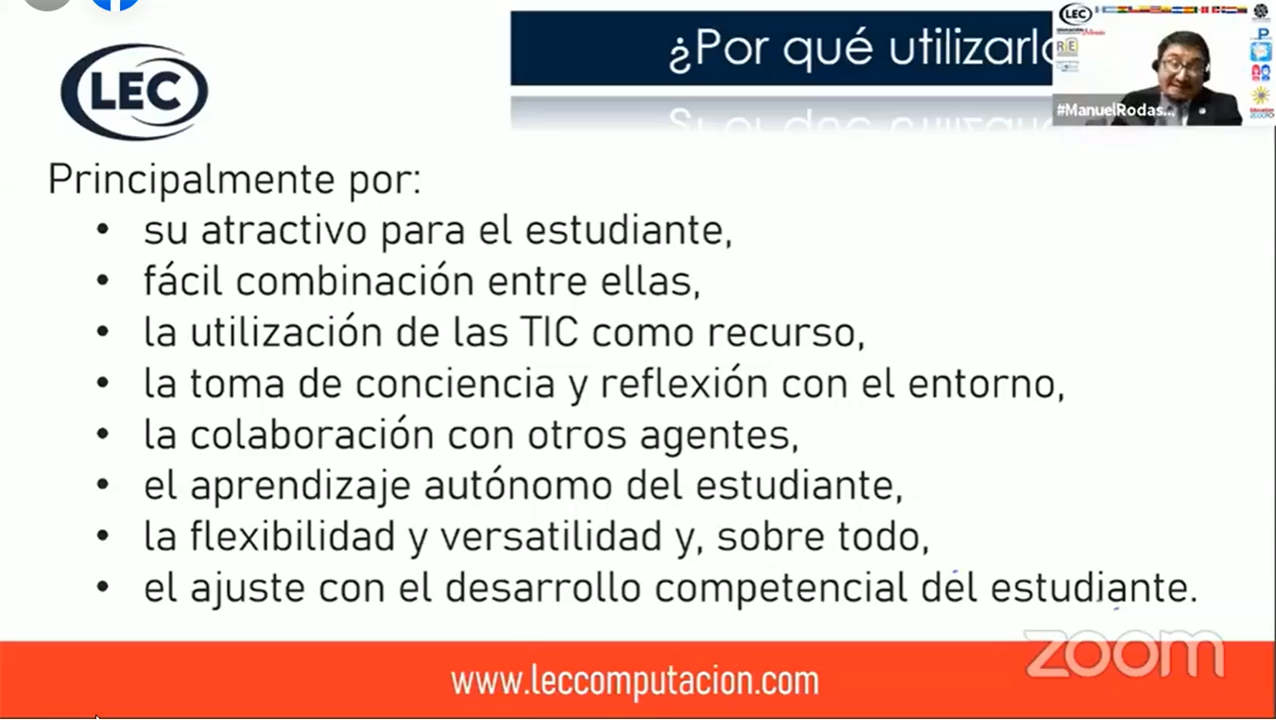 LEC
¿Por qué utilizarlo
#ManuelRodas...
Principalmente por:
• su atractivo para el estudiante,
• fácil combinación entre ellas,
• la utilización de las TIC como recurso,
• la toma de conciencia y reflexión con el entorno,
• la colaboración con otros agentes,
• el aprendizaje autónomo del estudiante,
• la flexibilidad y versatilidad y, sobre todo,
• el ajuste con el desarrollo competencial del estudiante.
zoom
www.leccomputacion.com